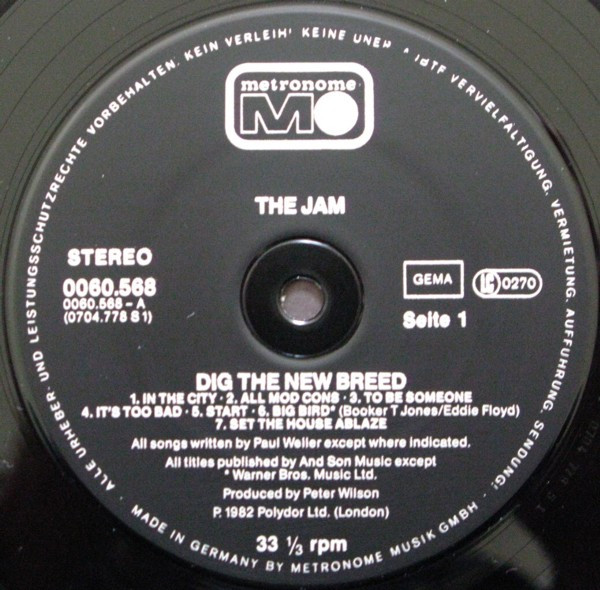 ALLE URHEBER- UND LEISTUNGSSCHUTZRECHTE VORBEHALTEN. KEIN VERLEIH! KEINE VERVIELFÄLTIGUNG, VERMIETUNG, AUFFÜHRUNG, SENDUNG!
metronome
M
THE JAM
STEREO
0060.568
0060.568 - A
(0704.778 S 1)
GEMA
LC 0270
Seite 1
DIG THE NEW BREED
1. IN THE CITY · 2. ALL MOD CONS · 3. TO BE SOMEONE
4. IT'S TOO BAD · 5. START · 6. BIG BIRD* (Booker T Jones/Eddie Floyd)
7. SET THE HOUSE ABLAZE
All songs written by Paul Weller except where indicated.
All titles published by And Son Music except
* Warner Bros. Music Ltd.
Produced by Peter Wilson
P. 1982 Polydor Ltd. (London)
33 ⅓ rpm
· MADE IN GERMANY BY METRONOME MUSIK GMBH ·